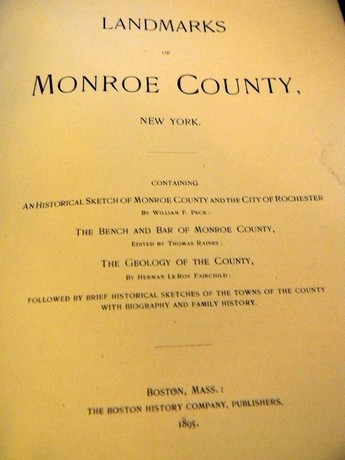 LANDMARKS
OF
MONROE COUNTY,
NEW YORK.
CONTAINING
AN HISTORICAL SKETCH OF MONROE COUNTY AND THE CITY OF ROCHESTER
BY WILLIAM F. PECK;
THE BENCH AND BAR OF MONROE COUNTY,
EDITED BY THOMAS RAINES;
THE GEOLOGY OF THE COUNTY,
BY HERMAN LE ROY FAIRCHILD;
FOLLOWED BY BRIEF HISTORICAL SKETCHES OF THE TOWNS OF THE COUNTY
WITH BIOGRAPHY AND FAMILY HISTORY.
BOSTON, MASS.:
THE BOSTON HISTORY COMPANY, PUBLISHERS,
1895.